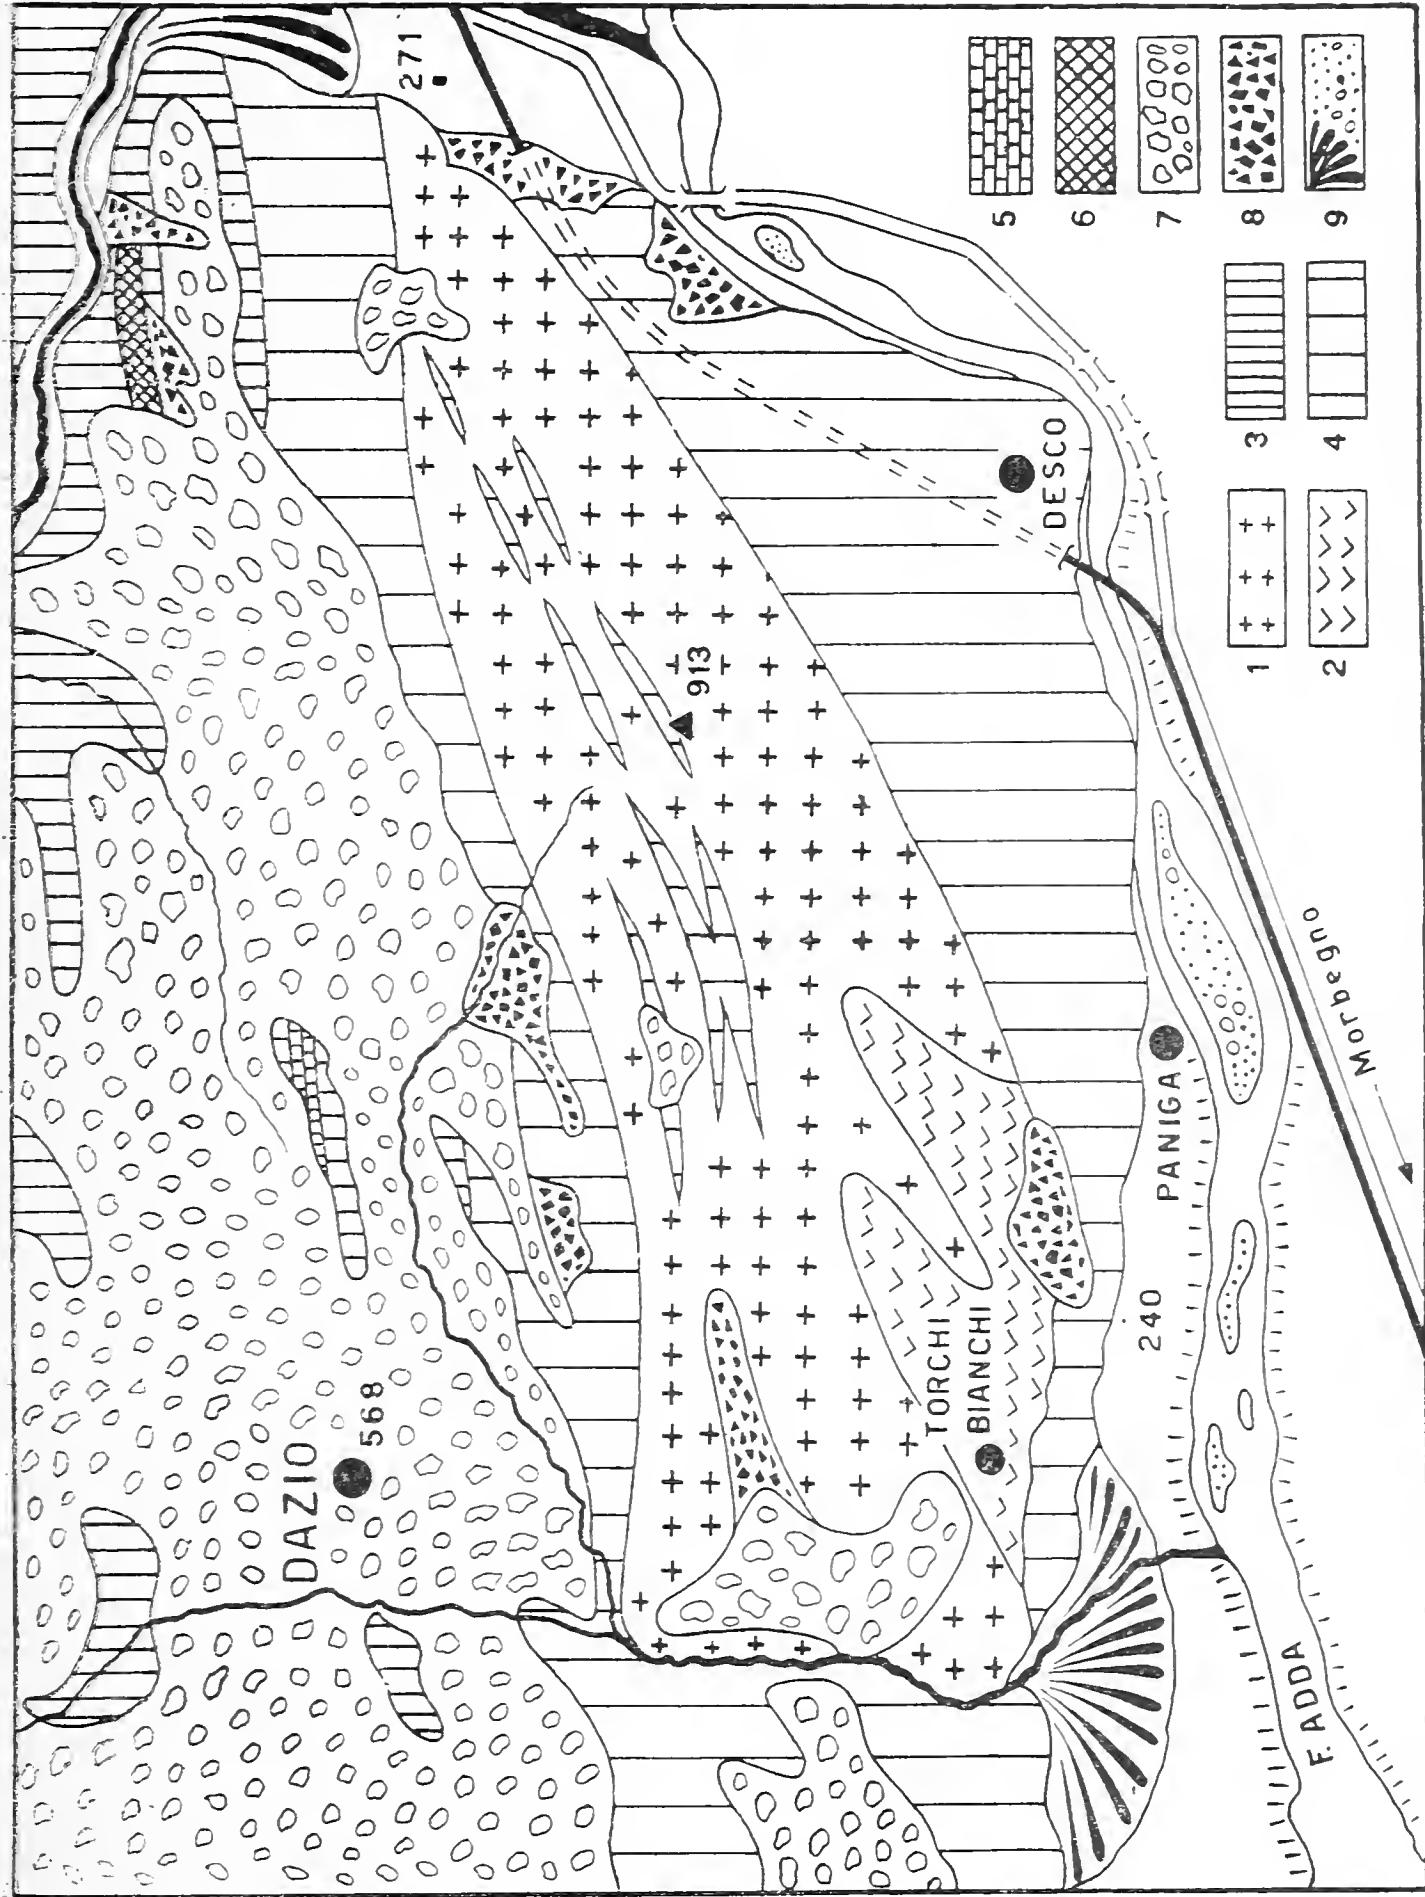 271
913
DESCO
DAZIO
568
TORCHI
BIANCHI
PANIGA
240
Morbegno
F. ADDA
1
2
3
4
5
6
7
8
9